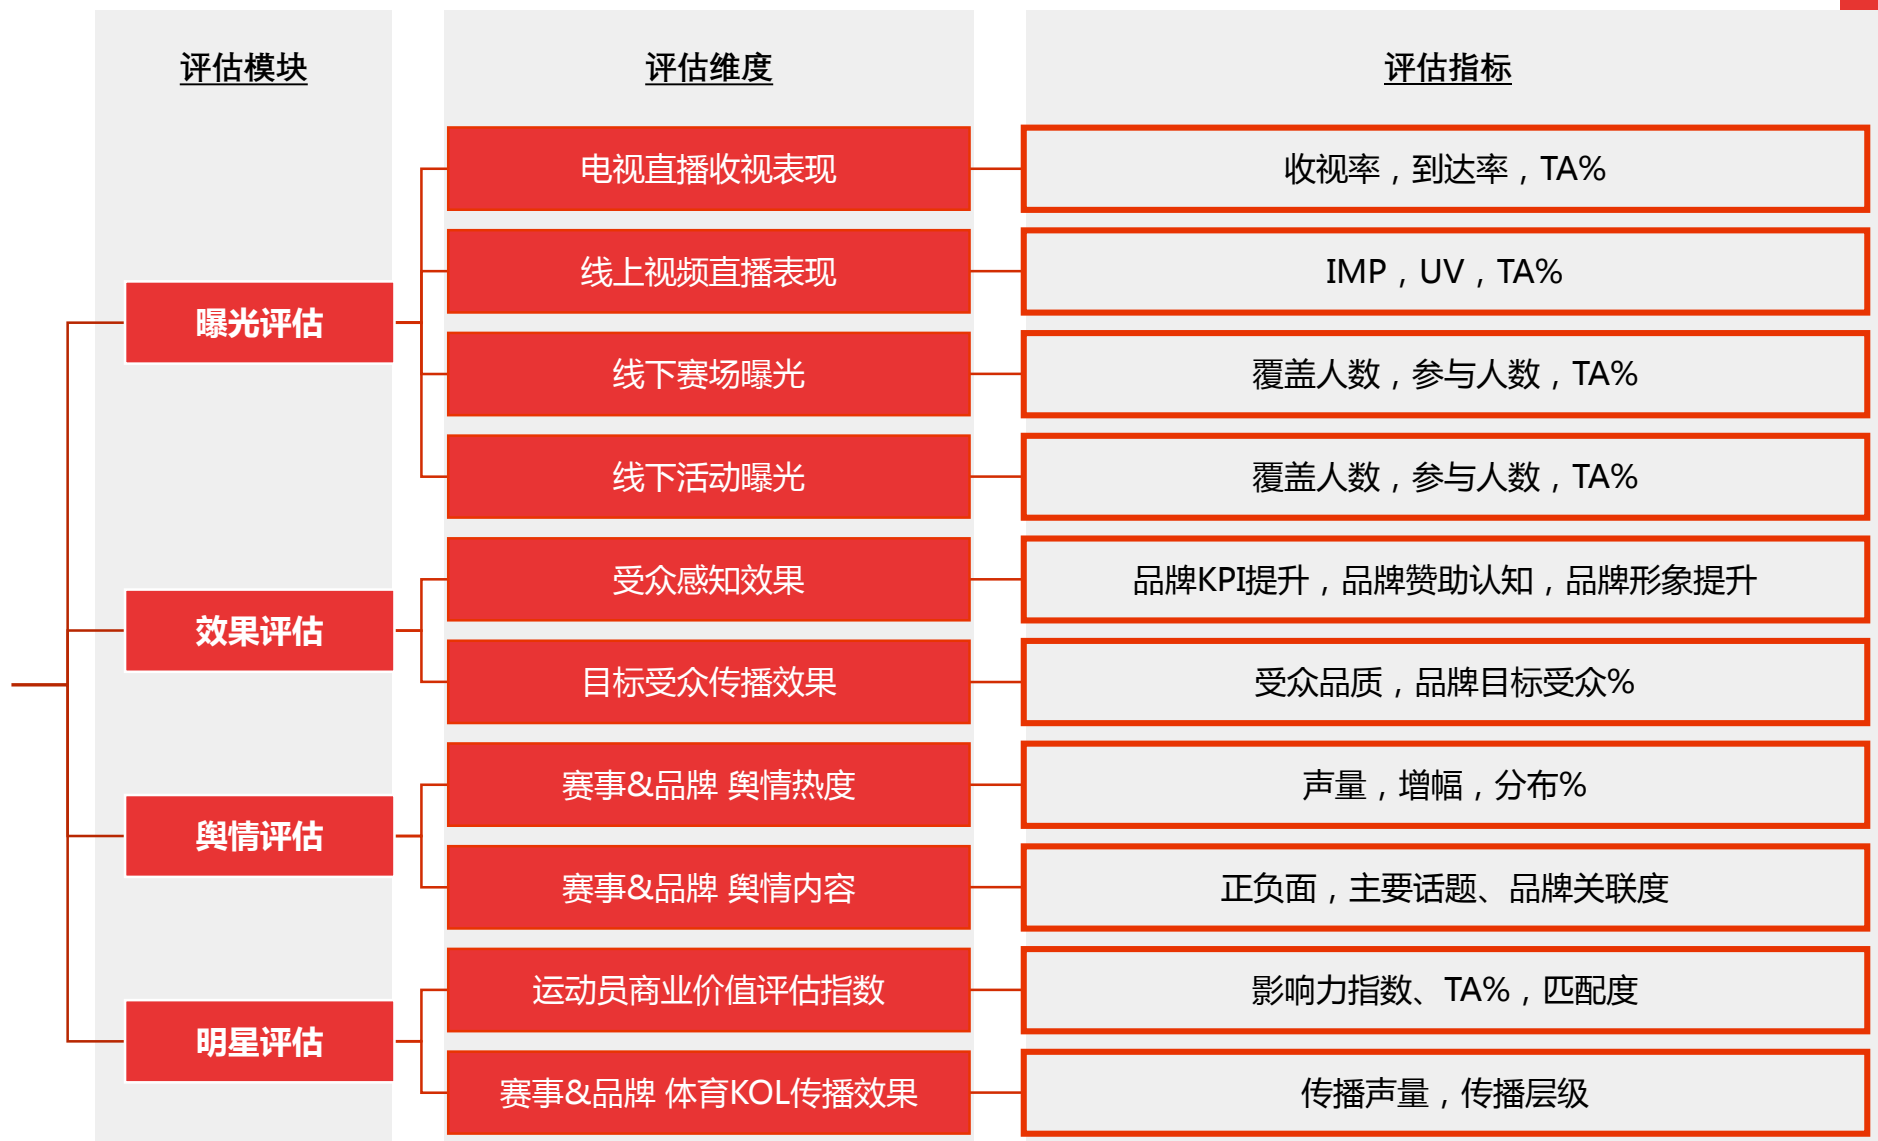 评估模块
评估维度
评估指标
曝光评估
电视直播收视表现
收视率，到达率，TA%
线上视频直播表现
IMP，UV，TA%
线下赛场曝光
覆盖人数，参与人数，TA%
线下活动曝光
覆盖人数，参与人数，TA%
效果评估
受众感知效果
品牌KPI提升，品牌赞助认知，品牌形象提升
目标受众传播效果
受众品质，品牌目标受众%
舆情评估
赛事&品牌 舆情热度
声量，增幅，分布%
赛事&品牌 舆情内容
正负面，主要话题、品牌关联度
明星评估
运动员商业价值评估指数
影响力指数、TA%，匹配度
赛事&品牌 体育KOL传播效果
传播声量，传播层级